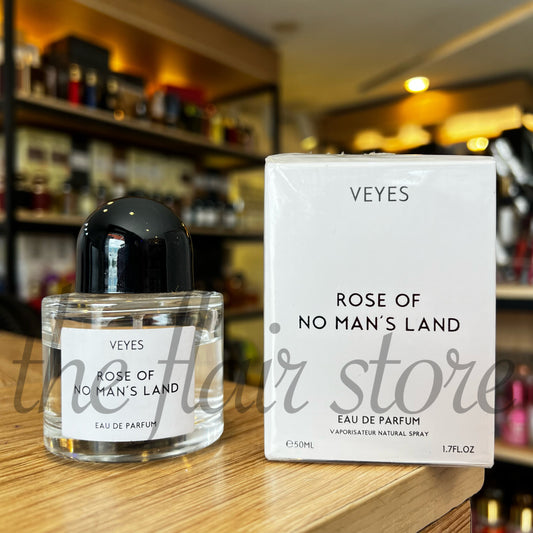 VEYES
ROSE OF
NO MAN´S LAND
EAU DE PARFUM
VEYES
ROSE OF
NO MAN´S LAND
EAU DE PARFUM
VAPORISATEUR NATURAL SPRAY
℮50ML
1.7FL.OZ
the flair store